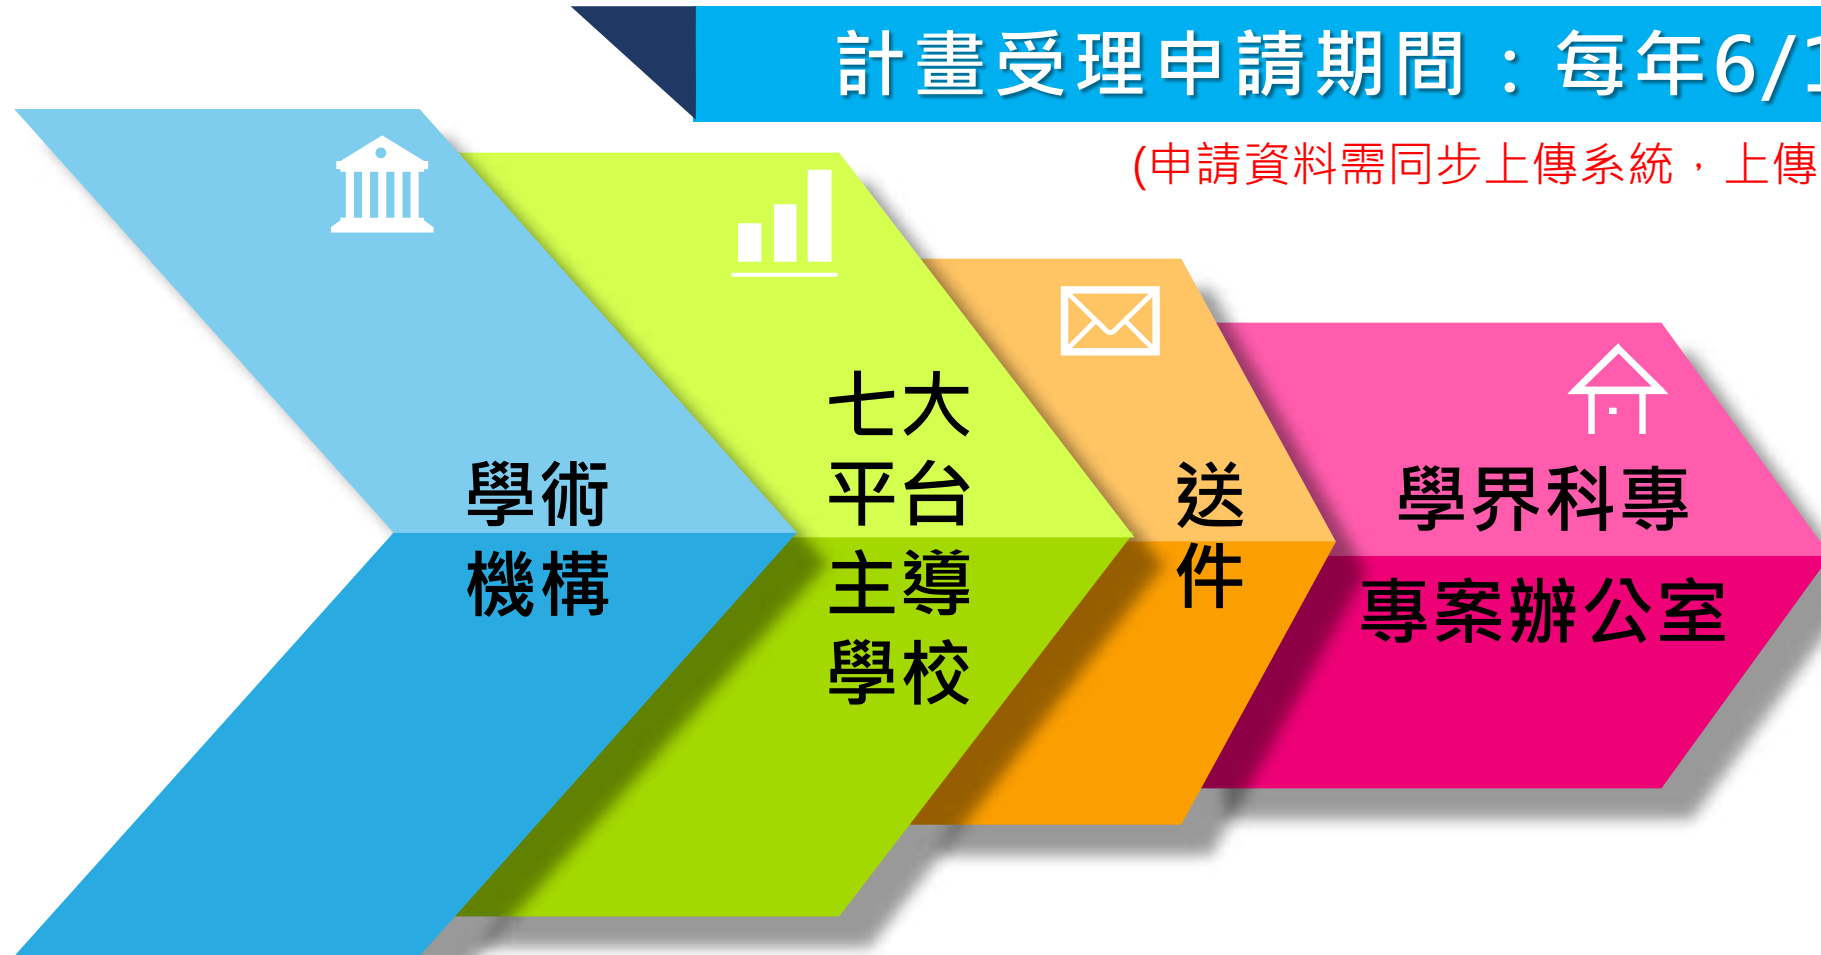 計畫受理申請期間：每年6/1
(申請資料需同步上傳系統，上傳
學術
機構
七大
平台
主導
學校
送
件
學界科專
專案辦公室